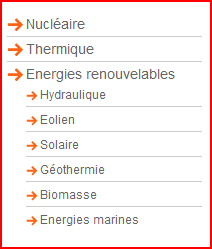 Nucléaire
Thermique
Energies renouvelables
Hydraulique
Eolien
Solaire
Géothermie
Biomasse
Energies marines